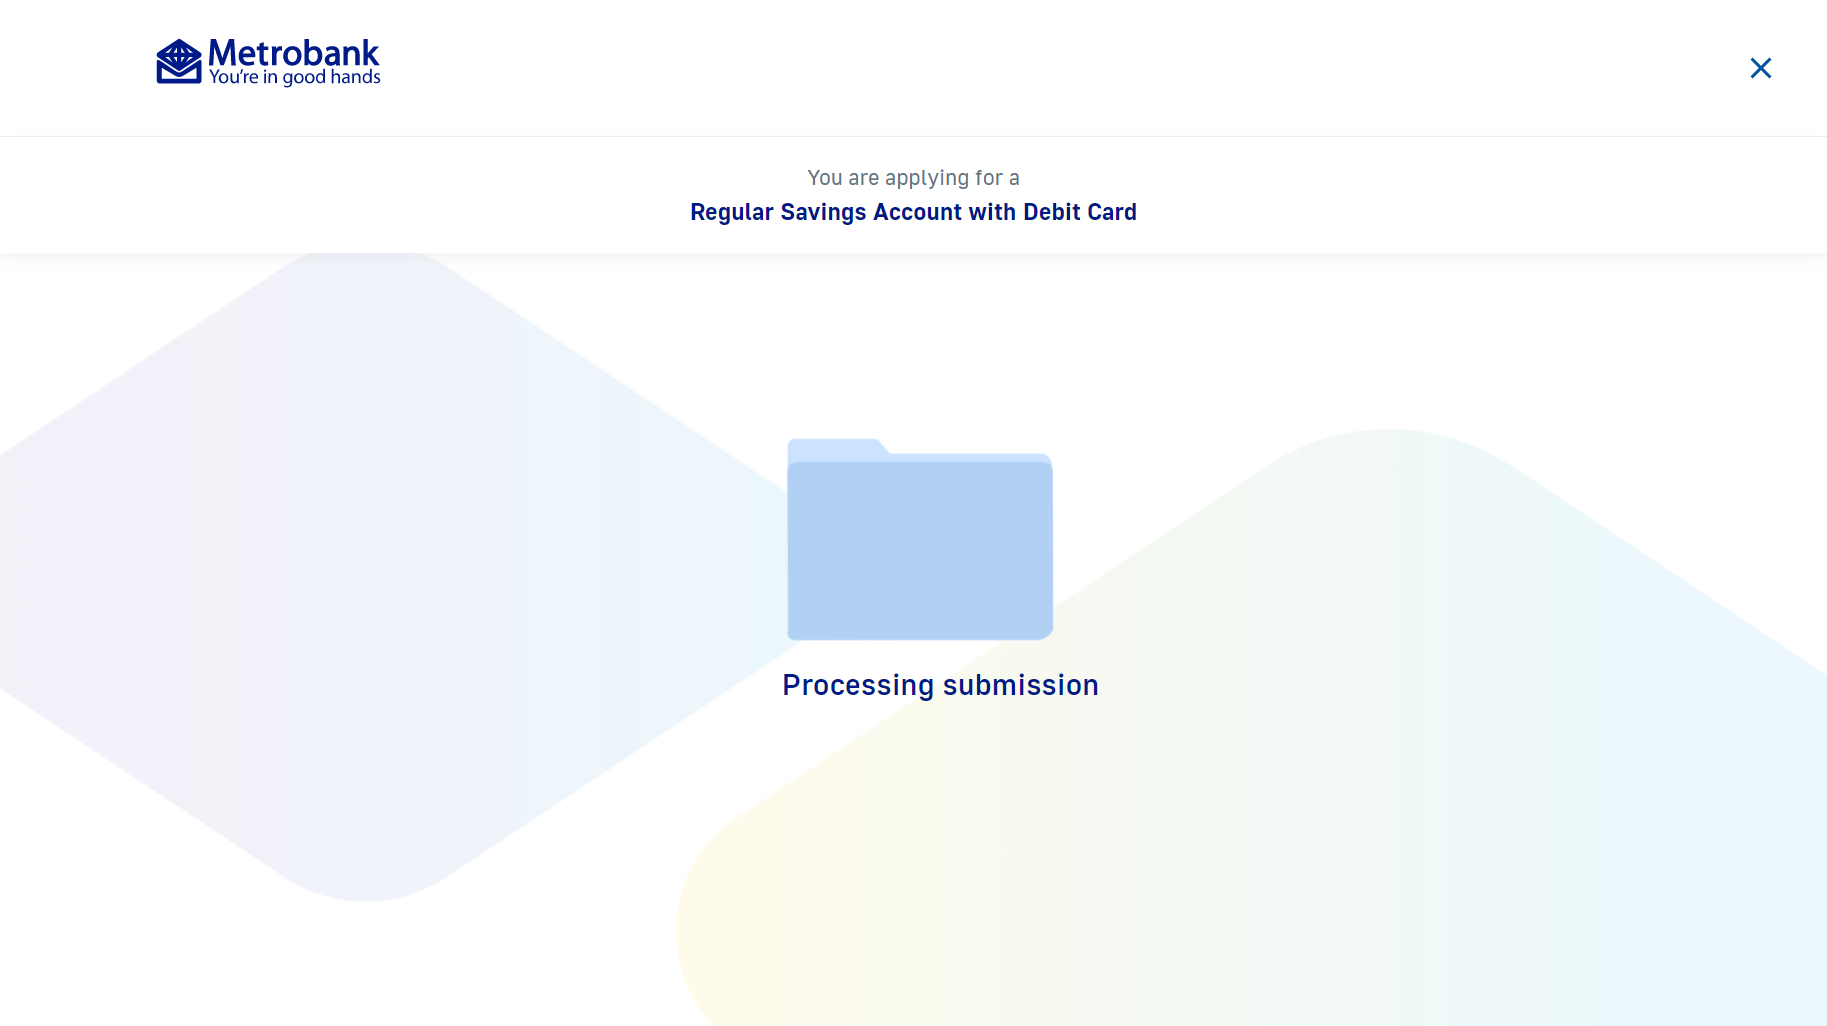 Metrobank
You're in good hands
You are applying for a
Regular Savings Account with Debit Card
Processing submission